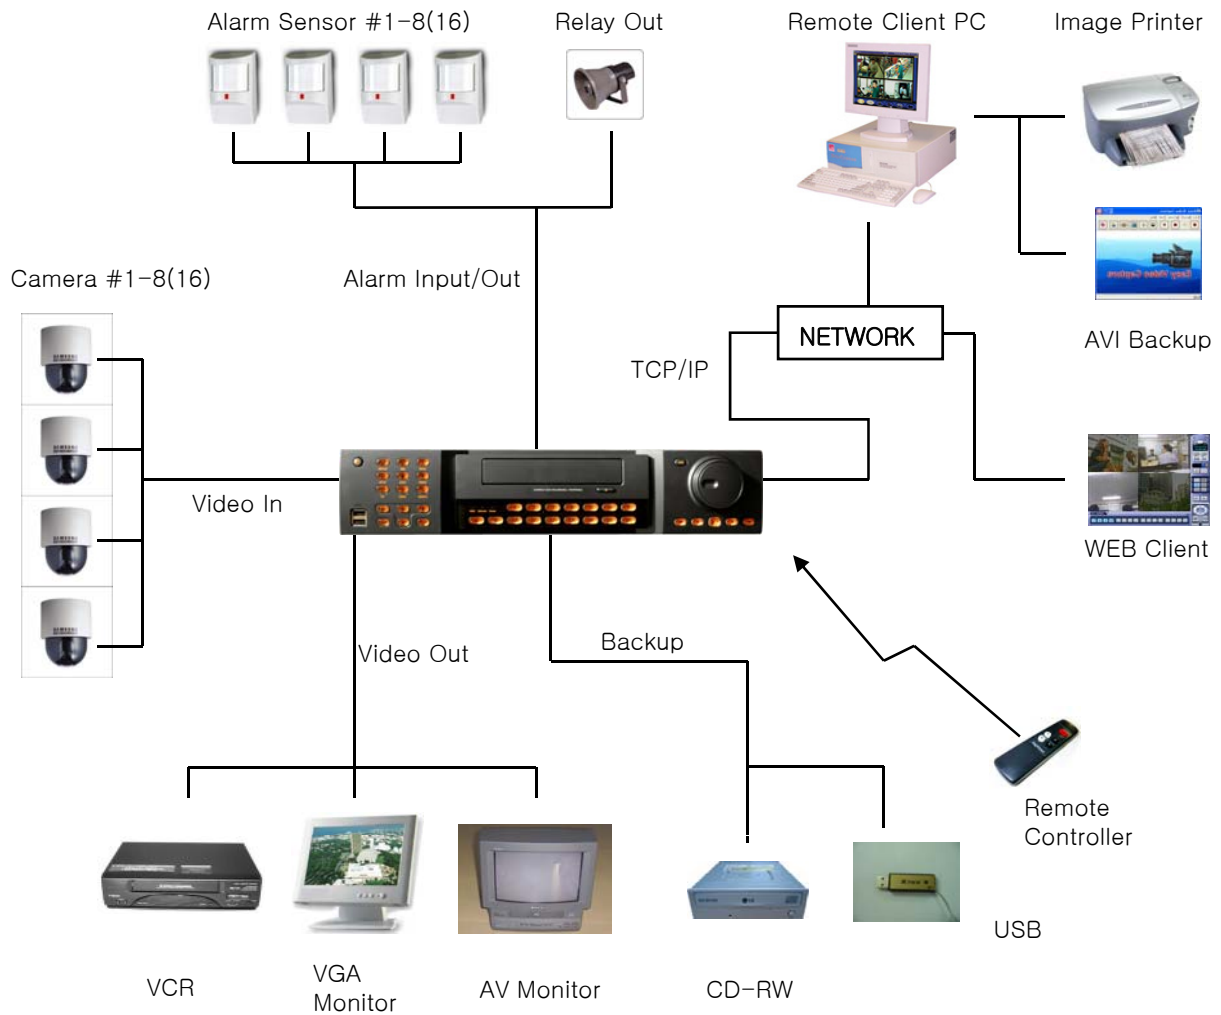 Alarm Sensor #1-8(16)
Relay Out
Remote Client PC
Image Printer
Camera #1-8(16)
Alarm Input/Out
NETWORK
TCP/IP
AVI Backup
Video In
WEB Client
Video Out
Backup
Remote
Controller
USB
VCR
VGA
Monitor
AV Monitor
CD-RW